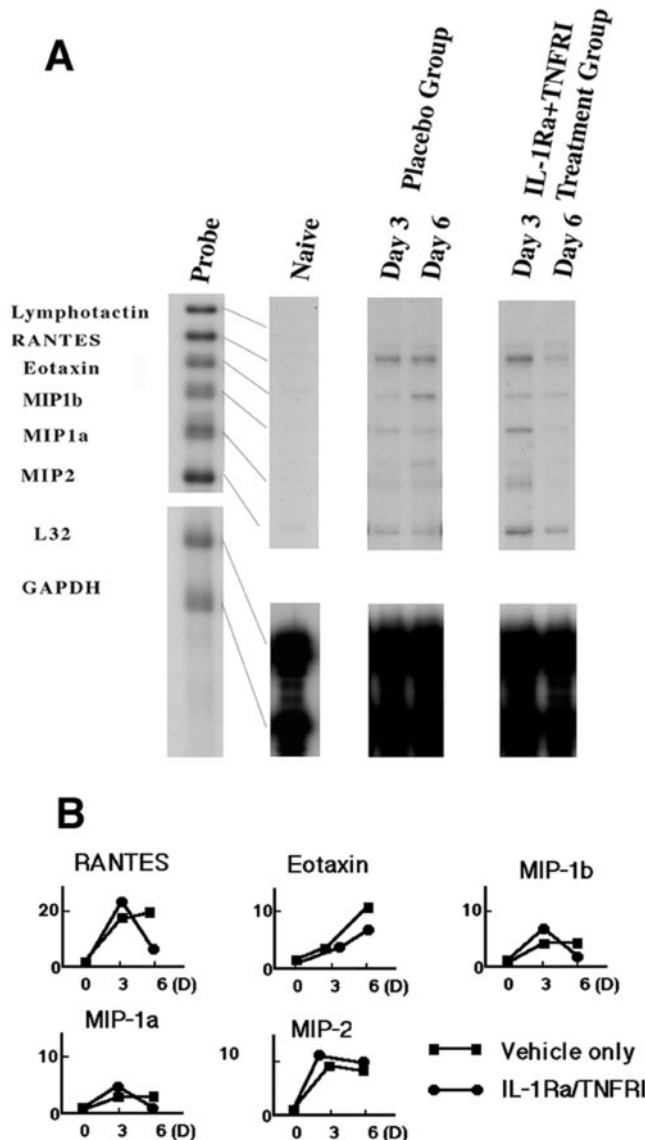 A
Placebo Group
IL-1Ra+TNFRI
Treatment Group
Probe
Naive
Day 3
Day 6
Day 3
Day 6
Lymphotactin
RANTES
Eotaxin
MIP1b
MIP1a
MIP2
L32
GAPDH
B
RANTES
20
0
0 3 6 (D)
Eotaxin
10
0
0 3 6 (D)
MIP-1b
10
0
0 3 6 (D)
MIP-1a
10
0
0 3 6 (D)
MIP-2
10
0
0 3 6 (D)
Vehicle only
IL-1Ra/TNFRI